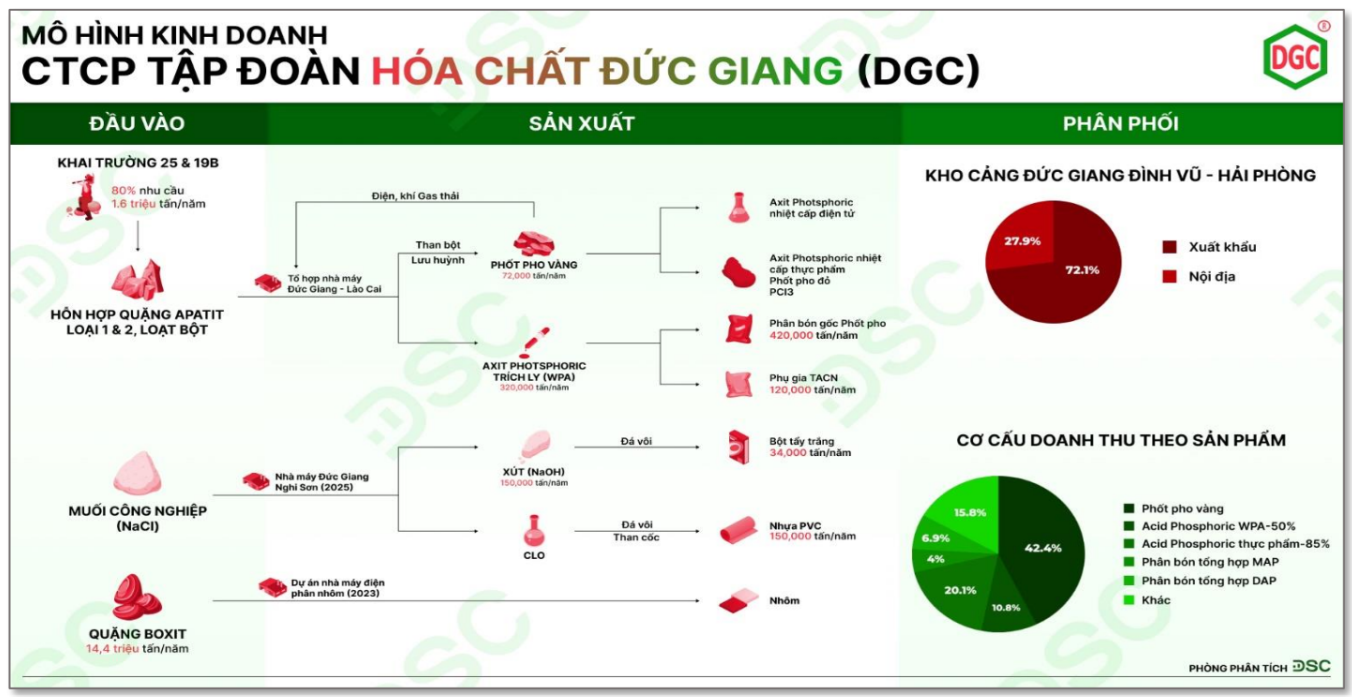 MÔ HÌNH KINH DOANH
CTCP TẬP ĐOÀN HÓA CHẤT ĐỨC GIANG (DGC)
DGC
®
ĐẦU VÀO
SẢN XUẤT
PHÂN PHỐI
KHAI TRƯỜNG 25 & 19B
80% nhu cầu
1.6 triệu tấn/năm
HỖN HỢP QUẶNG APATIT
LOẠI 1 & 2, LOẠT BỘT
Tổ hợp nhà máy
Đức Giang - Lào Cai
Điện, khí Gas thải
Than bột
Lưu huỳnh
PHỐT PHO VÀNG
72,000 tấn/năm
AXIT PHOTSPHORIC
TRÍCH LY (WPA)
320,000 tấn/năm
Axit Photsphoric
nhiệt cấp điện tử
Axit Photsphoric nhiệt
cấp thực phẩm
Phốt pho đỏ
PCl3
Phân bón gốc Phốt pho
420,000 tấn/năm
Phụ gia TACN
120,000 tấn/năm
MUỐI CÔNG NGHIỆP
(NaCl)
Nhà máy Đức Giang
Nghi Sơn (2025)
XÚT (NaOH)
150,000 tấn/năm
Đá vôi
Bột tẩy trắng
34,000 tấn/năm
CLO
Đá vôi
Than cốc
Nhựa PVC
150,000 tấn/năm
QUẶNG BOXIT
14,4 triệu tấn/năm
Dự án nhà máy điện
phân nhôm (2023)
Nhôm
KHO CẢNG ĐỨC GIANG ĐÌNH VŨ - HẢI PHÒNG
27.9%
72.1%
Xuất khẩu
Nội địa
CƠ CẤU DOANH THU THEO SẢN PHẨM
15.8%
6.9%
4%
20.1%
10.8%
42.4%
Phốt pho vàng
Acid Phosphoric WPA-50%
Acid Phosphoric thực phẩm-85%
Phân bón tổng hợp MAP
Phân bón tổng hợp DAP
Khác
PHÒNG PHÂN TÍCH DSC